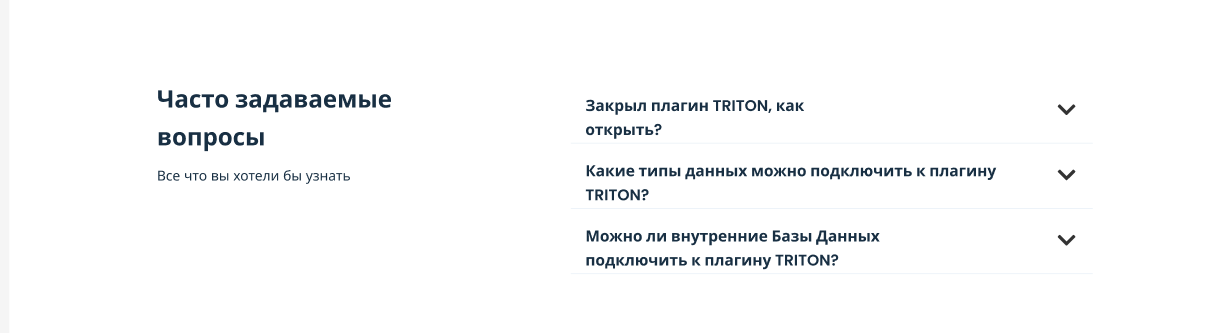 Часто задаваемые
вопросы
Все что вы хотели бы узнать
Закрыл плагин TRITON, как
открыть?
Какие типы данных можно подключить к плагину
TRITON?
Можно ли внутренние Базы Данных
подключить к плагину TRITON?